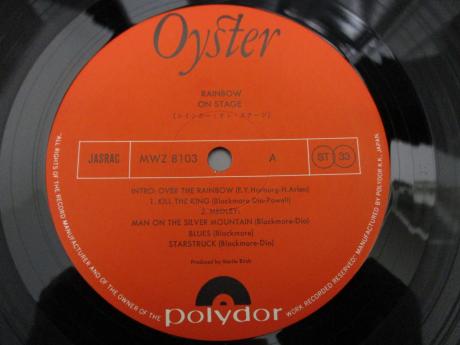 Oyster
RAINBOW
ON STAGE
【レインボー・オン・ステージ】
JASRAC MWZ 8103 A ST 33
INTRO: OVER THE RAINBOW (E.Y. Harburg-H. Arlen)
1. KILL THE KING (Blackmore-Dio-Powell)
2. MEDLEY:
MAN ON THE SILVER MOUNTAIN (Blackmore-Dio)
BLUES (Blackmore)
STARSTRUCK (Blackmore-Dio)
Produced by Martin Birch
polydor
"ALL RIGHTS OF THE RECORD MANUFACTURER AND OF THE OWNER OF THE WORK RECORDED RESERVED" MANUFACTURED BY POLYDOR K.K., JAPAN